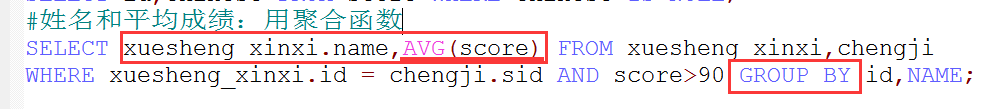 #姓名和平均成绩：用聚合函数
SELECT xuesheng_xinxi.name,AVG(score) FROM xuesheng_xinxi,chengji
WHERE xuesheng_xinxi.id = chengji.sid AND score>90 GROUP BY id,NAME;